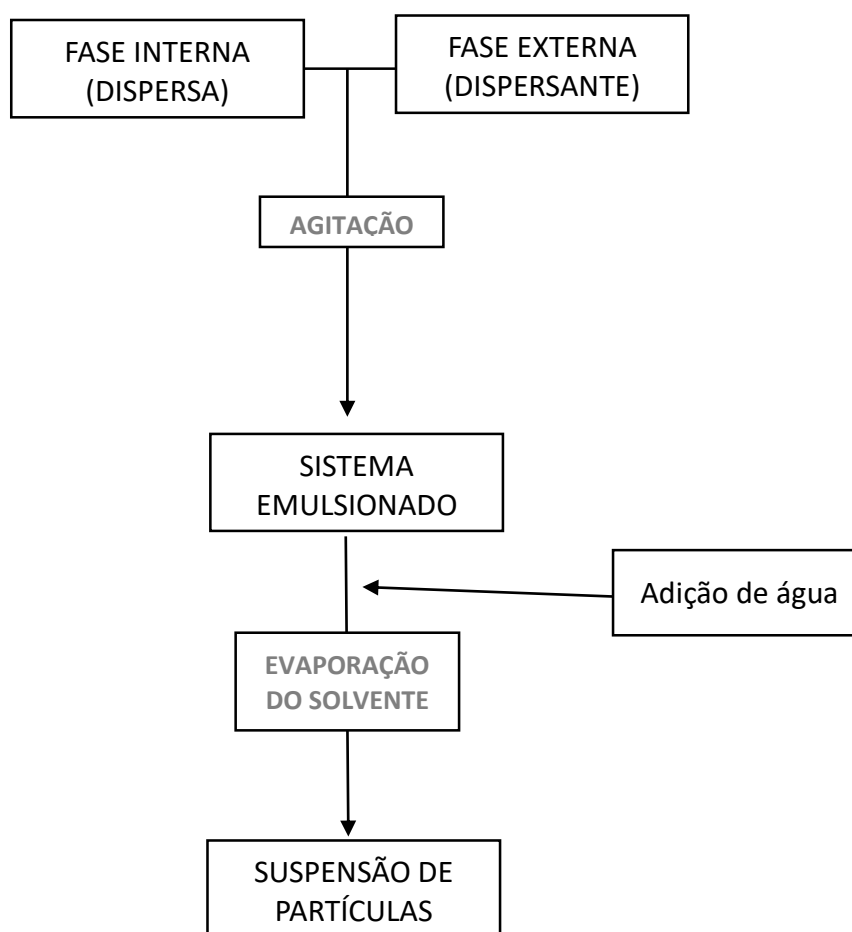 FASE INTERNA
(DISPERSA)
FASE EXTERNA
(DISPERSANTE)
AGITAÇÃO
SISTEMA
EMULSIONADO
Adição de água
EVAPORAÇÃO
DO SOLVENTE
SUSPENSÃO DE
PARTÍCULAS